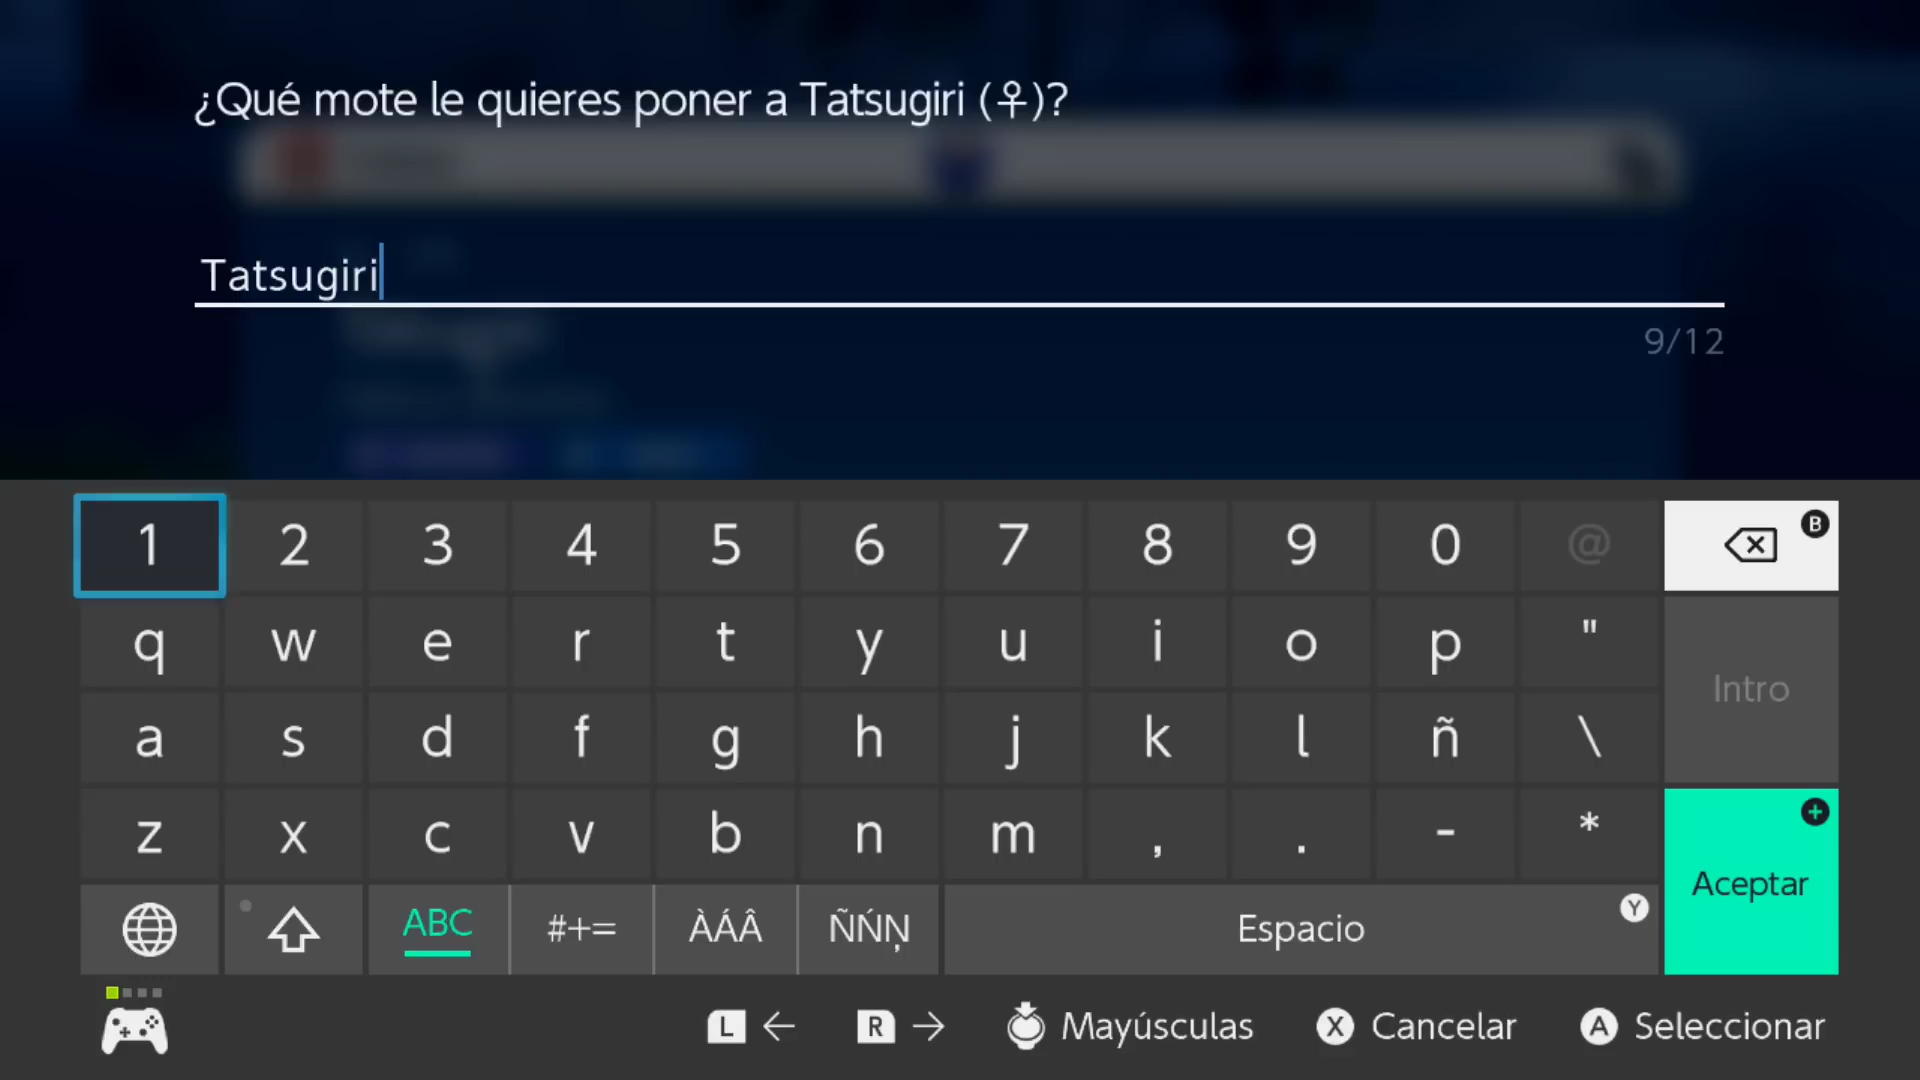 ¿Qué mote le quieres poner a Tatsugiri (♀)?
Tatsugiri
9/12
1 2 3 4 5 6 7 8 9 0 @ B
q w e r t y u i o p "
Intro
a s d f g h j k l ñ \
z x c v b n m , . - *
+
Aceptar
ABC #+= ÀÁÂ ÑŃŅ Espacio Y
L ← R → Mayúsculas X Cancelar A Seleccionar